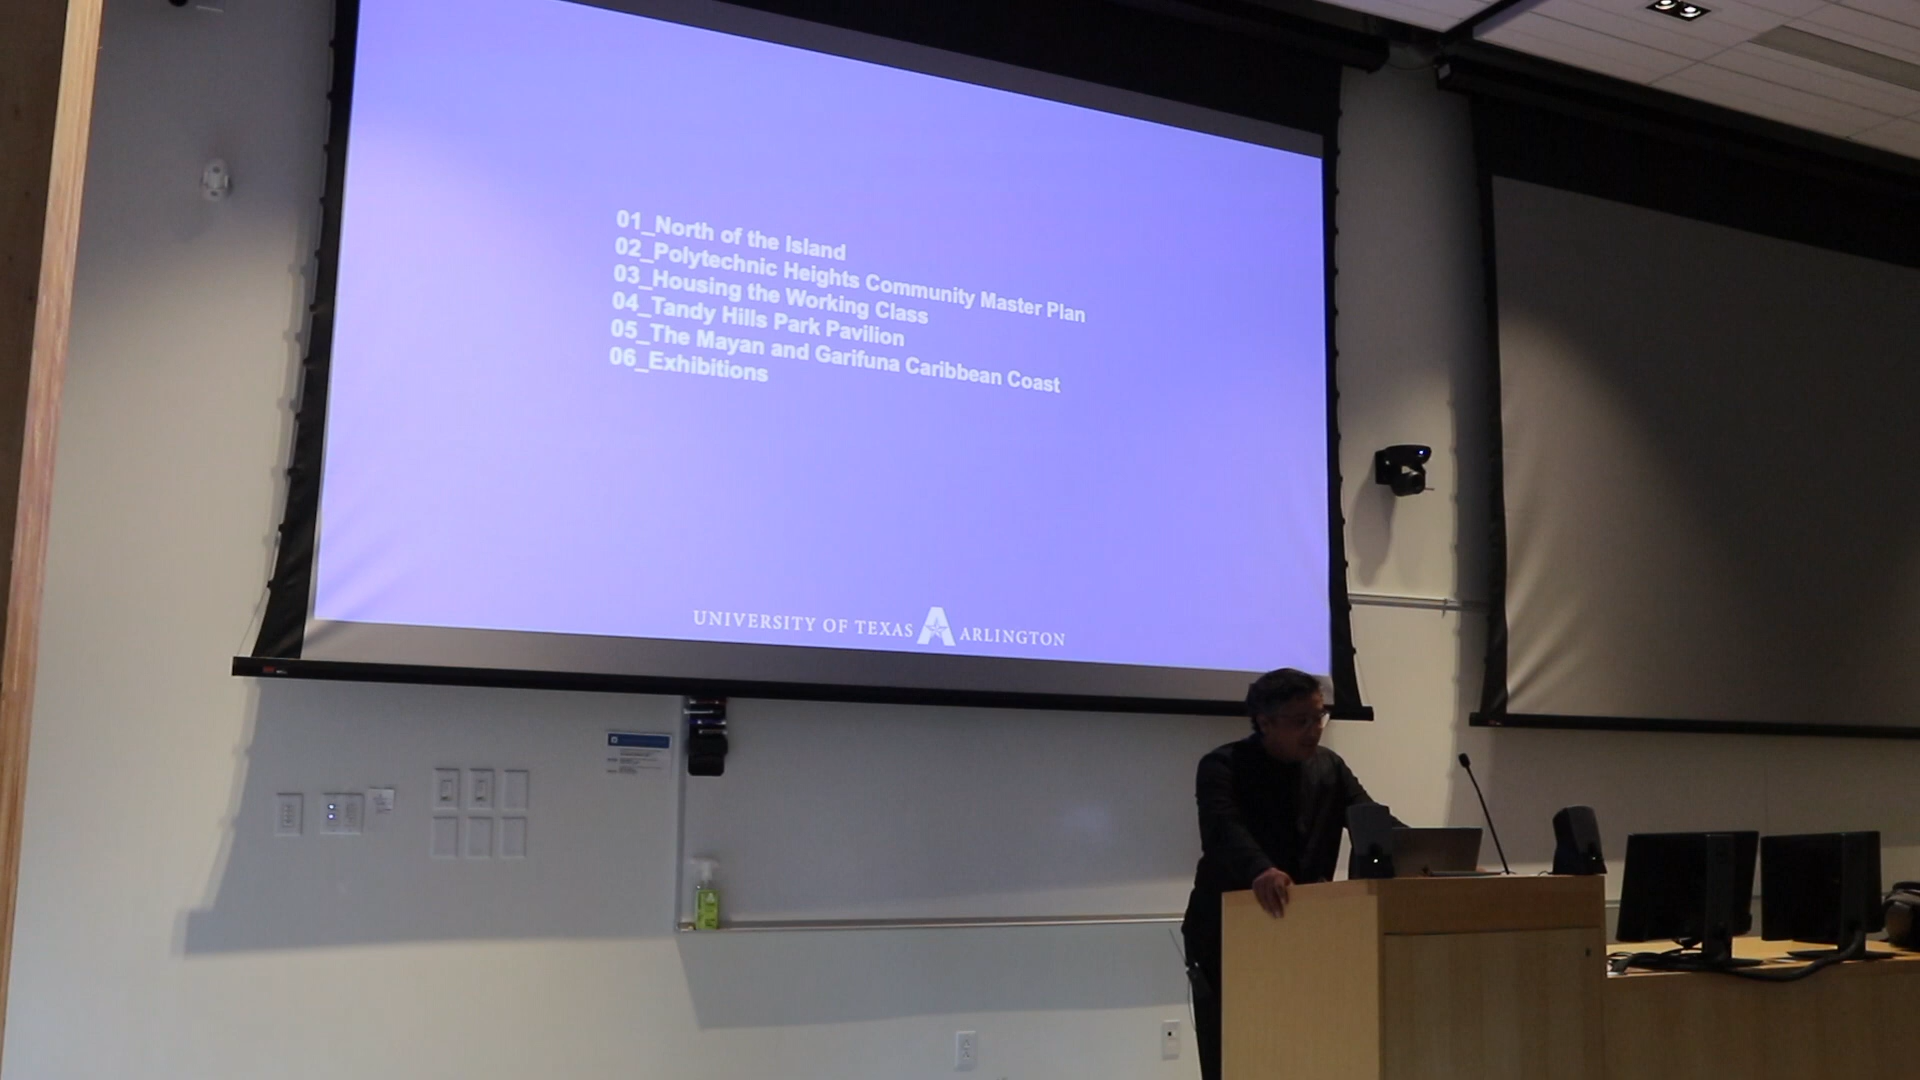 01_North of the Island
02_Polytechnic Heights Community Master Plan
03_Housing the Working Class
04_Tandy Hills Park Pavilion
05_The Mayan and Garifuna Caribbean Coast
06_Exhibitions
UNIVERSITY OF TEXAS A ARLINGTON